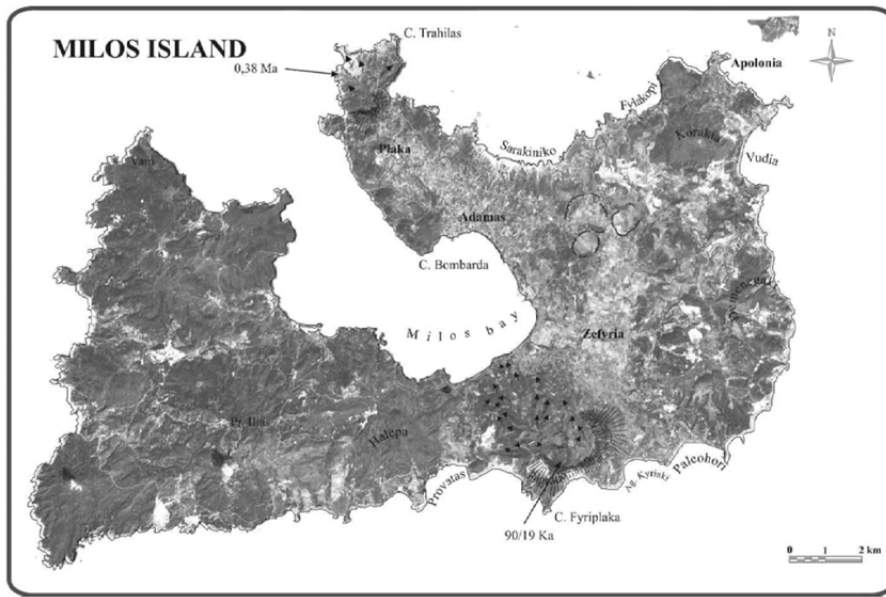 MILOS ISLAND
C. Trahilas
N
0,38 Ma
Apolonia
Fylakopi
Korakia
Plaka
Sarakiniko
Vudia
Vani
Adamas
C. Bombarda
Milos bay
Zefyria
Pr. Ilias
Halepa
Provatas
Ag. Kyriaki
Paleohori
C. Fyriplaka
90/19 Ka
0 1 2 km